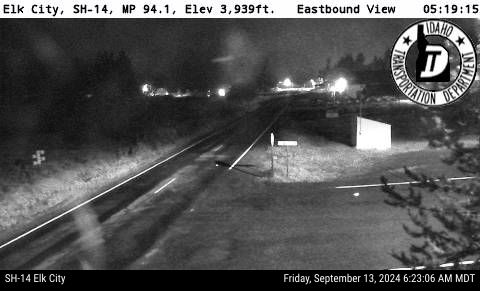 Elk City, SH-14, MP 94.1, Elev 3,939ft. Eastbound View 05:19:15
IDAHO
TRANSPORTATION DEPARTMENT
SH-14 Elk City Friday, September 13, 2024 6:23:06 AM MDT